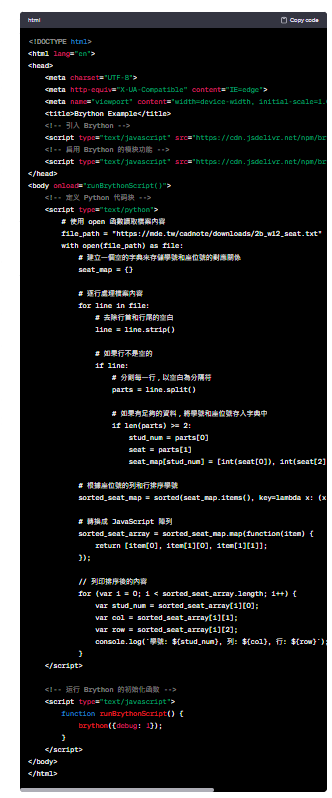 html Copy code
<!DOCTYPE html>
<html lang="en">
<head>
<meta charset="UTF-8">
<meta http-equiv="X-UA-Compatible" content="IE=edge">
<meta name="viewport" content="width=device-width, initial-scale=1.
<title>Brython Example</title>
<!-- 引入 Brython -->
<script type="text/javascript" src="https://cdn.jsdelivr.net/npm/br
<!-- 啟用 Brython 的模块功能 -->
<script type="text/javascript" src="https://cdn.jsdelivr.net/npm/br
</head>
<body onload="runBrythonScript()">
<!-- 定义 Python 代码块 -->
<script type="text/python">
# 使用 open 函數讀取檔案內容
file_path = "https://mde.tw/cadnote/downloads/2b_w12_seat.txt"
with open(file_path) as file:
# 建立一個空的字典來存儲學號和座位號的對應關係
seat_map = {}
# 逐行處理檔案內容
for line in file:
# 去除行首和行尾的空白
line = line.strip()
# 如果行不是空的
if line:
# 分割每一行，以空白為分隔符
parts = line.split()
# 如果有足夠的資料，將學號和座位號存入字典中
if len(parts) >= 2:
stud_num = parts[0]
seat = parts[1]
seat_map[stud_num] = [int(seat[0]), int(seat[2]
# 根據座位號的列和行排序學號
sorted_seat_map = sorted(seat_map.items(), key=lambda x: (x
# 轉換成 JavaScript 陣列
sorted_seat_array = sorted_seat_map.map(function(item) {
return [item[0], item[1][0], item[1][1]];
});
// 列印排序後的內容
for (var i = 0; i < sorted_seat_array.length; i++) {
var stud_num = sorted_seat_array[i][0];
var col = sorted_seat_array[i][1];
var row = sorted_seat_array[i][2];
console.log(`學號: ${stud_num}, 列: ${col}, 行: ${row}`);
}
</script>
<!-- 运行 Brython 的初始化函数 -->
<script type="text/javascript">
function runBrythonScript() {
brython({debug: 1});
}
</script>
</body>
</html>